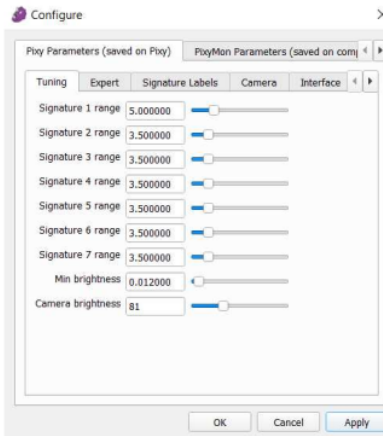 Configure
Pixy Parameters (saved on Pixy) PixyMon Parameters (saved on com
Tuning Expert Signature Labels Camera Interface
Signature 1 range 5.000000
Signature 2 range 3.500000
Signature 3 range 3.500000
Signature 4 range 3.500000
Signature 5 range 3.500000
Signature 6 range 3.500000
Signature 7 range 3.500000
Min brightness 0.012000
Camera brightness 81
OK Cancel Apply